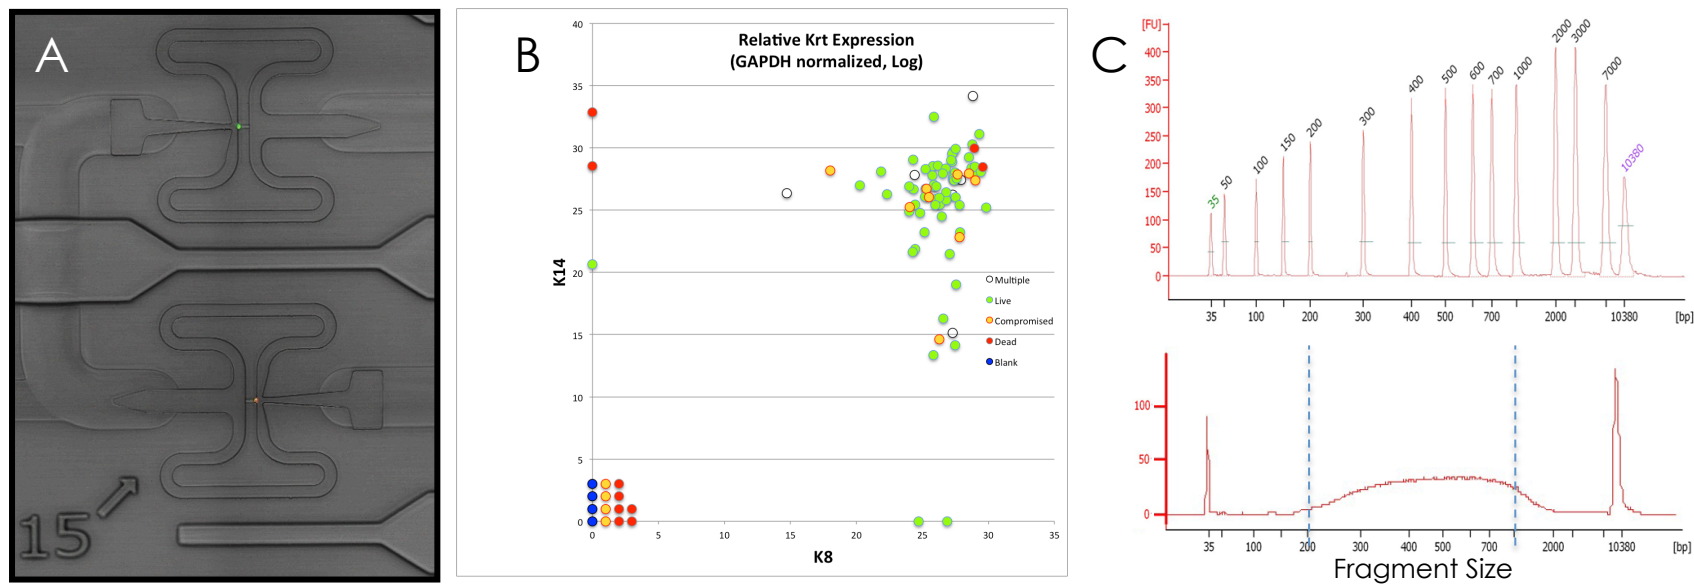 A
15
B
Relative Krt Expression
(GAPDH normalized, Log)
40
35
30
25
20
15
10
5
0
K14
0
5
10
15
20
25
30
35
K8
Multiple
Live
Compromised
Dead
Blank
C
[FU]
400
350
300
250
200
150
100
50
0
35
50
100
150
200
300
400
500
600
700
1000
2000
3000
7000
10380
35 100 200 300 400 500 700 2000 10380 [bp]
100
50
0
35 100 200 300 400 500 700 2000 10380 [bp]
Fragment Size